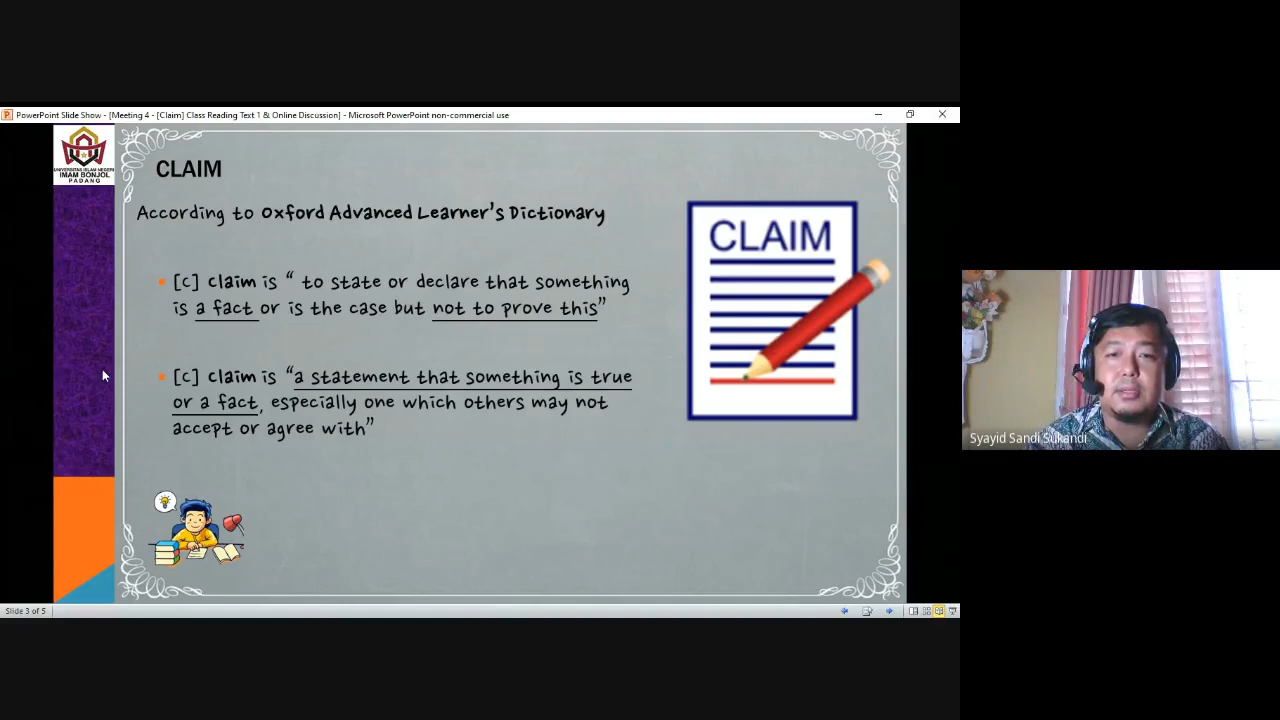 PowerPoint Slide Show - [Meeting 4 - [Claim] Class Reading Text 1 & Online Discussion] - Microsoft PowerPoint non-commercial use
UNIVERSITAS ISLAM NEGERI
IMAM BONJOL
PADANG
CLAIM
According to Oxford Advanced Learner's Dictionary
[c] Claim is “ to state or declare that something
is a fact or is the case but not to prove this”
[c] Claim is “a statement that something is true
or a fact, especially one which others may not
accept or agree with”
CLAIM
Syayid Sandi Sukandi
Slide 3 of 5